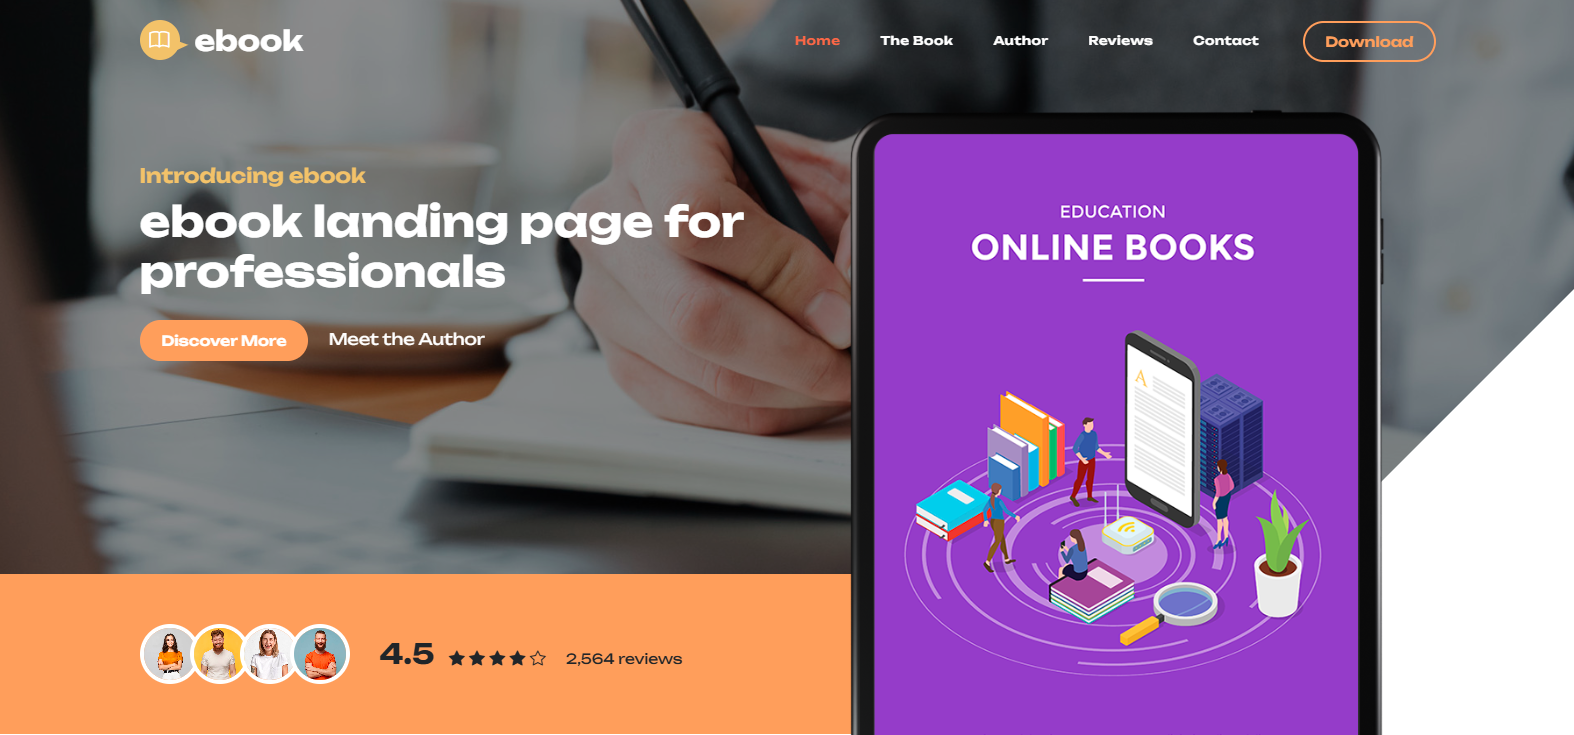 ebook
Home
The Book
Author
Reviews
Contact
Download
Introducing ebook
ebook landing page for
professionals
Discover More
Meet the Author
EDUCATION
ONLINE BOOKS
A
4.5
2,564 reviews